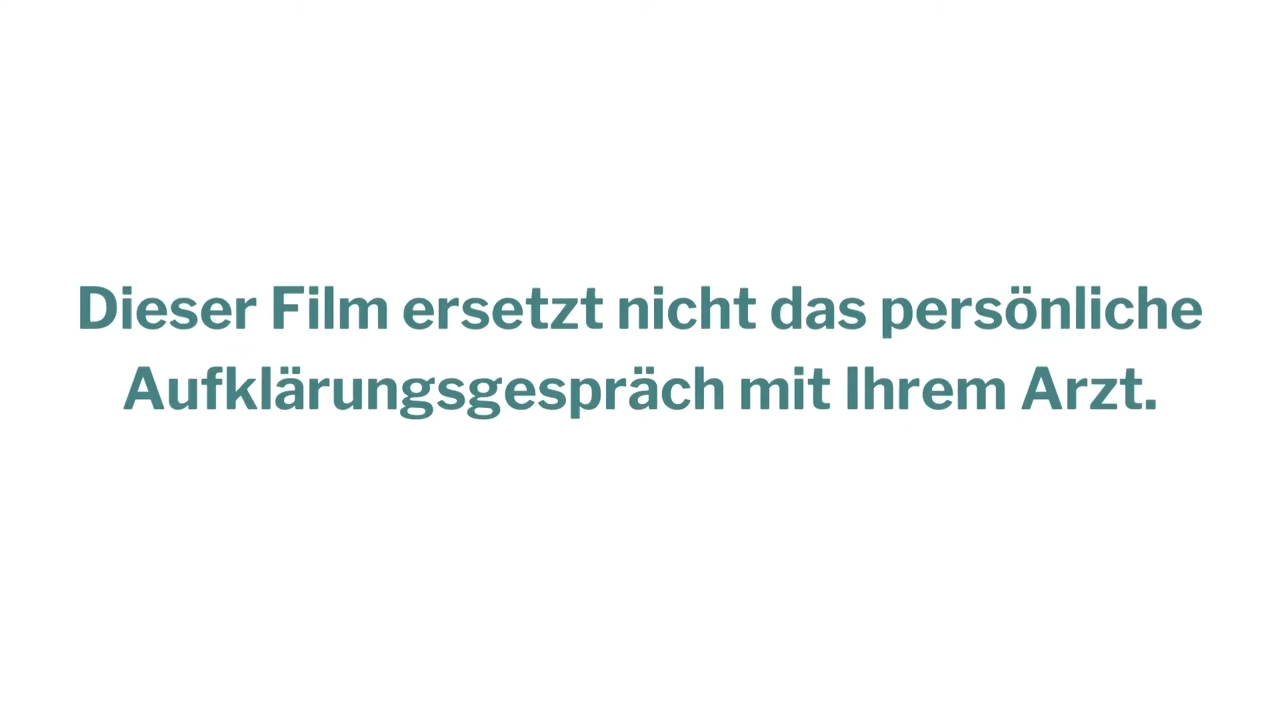 Dieser Film ersetzt nicht das persönliche
Aufklärungsgespräch mit Ihrem Arzt.